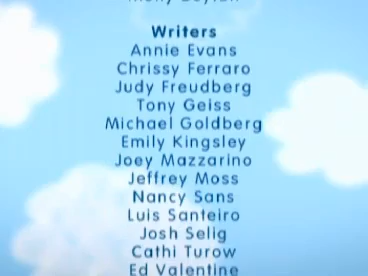 Writers
Annie Evans
Chrissy Ferraro
Judy Freudberg
Tony Geiss
Michael Goldberg
Emily Kingsley
Joey Mazzarino
Jeffrey Moss
Nancy Sans
Luis Santeiro
Josh Selig
Cathi Turow
Ed Valentine